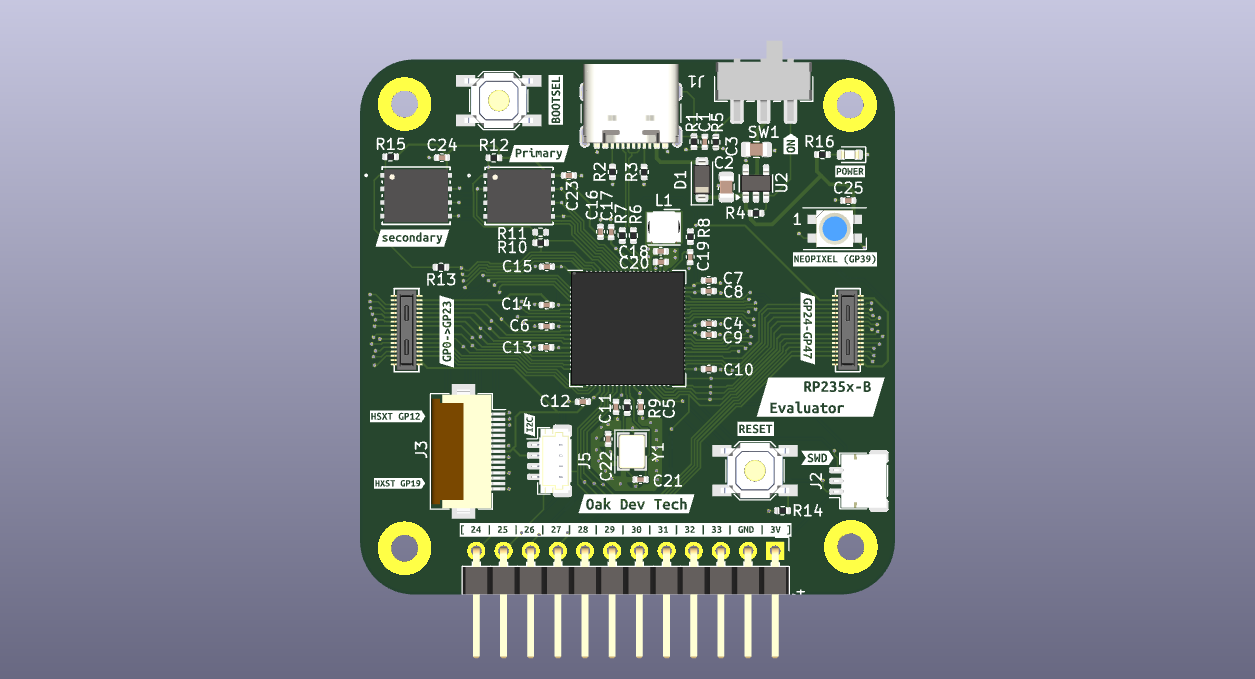 BOOTSEL
J1
SW1
ON
R1
C1
R5
C3
R15
C24
R12
Primary
R2
R3
D1
C2
U2
R16
POWER
C25
C23
C16
C17
R7
R6
L1
R8
R4
1
NEOPIXEL (GP39)
secondary
R11
R10
C18
C20
C19
R13
C15
C7
C8
C14
C6
C13
C4
C9
C10
GP0->GP23
GP24-GP47
RP235x-B
Evaluator
HSXT GP12
J3
HXST GP19
I2C
J5
C12
C11
R9
C5
C22
Y1
C21
RESET
SWD
J2
R14
Oak Dev Tech
[ 24 | 25 | 26 | 27 | 28 | 29 | 30 | 31 | 32 | 33 | GND | 3V ]